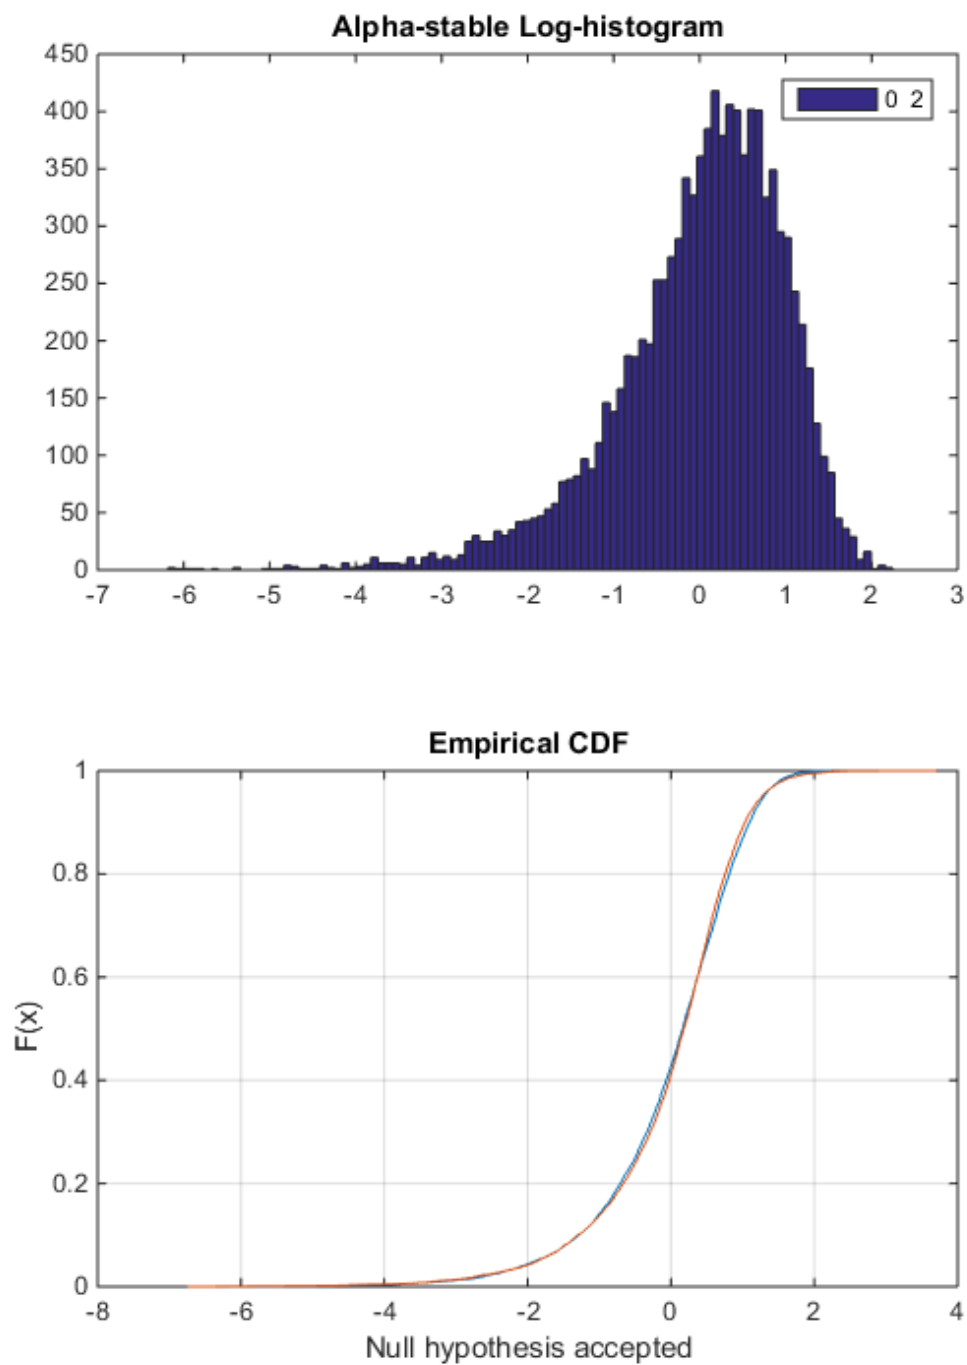 Alpha-stable Log-histogram
450
400
350
300
250
200
150
100
50
0
0 2
-7 -6 -5 -4 -3 -2 -1 0 1 2 3
Empirical CDF
1
0.8
0.6
0.4
0.2
0
F(x)
-8 -6 -4 -2 0 2 4
Null hypothesis accepted